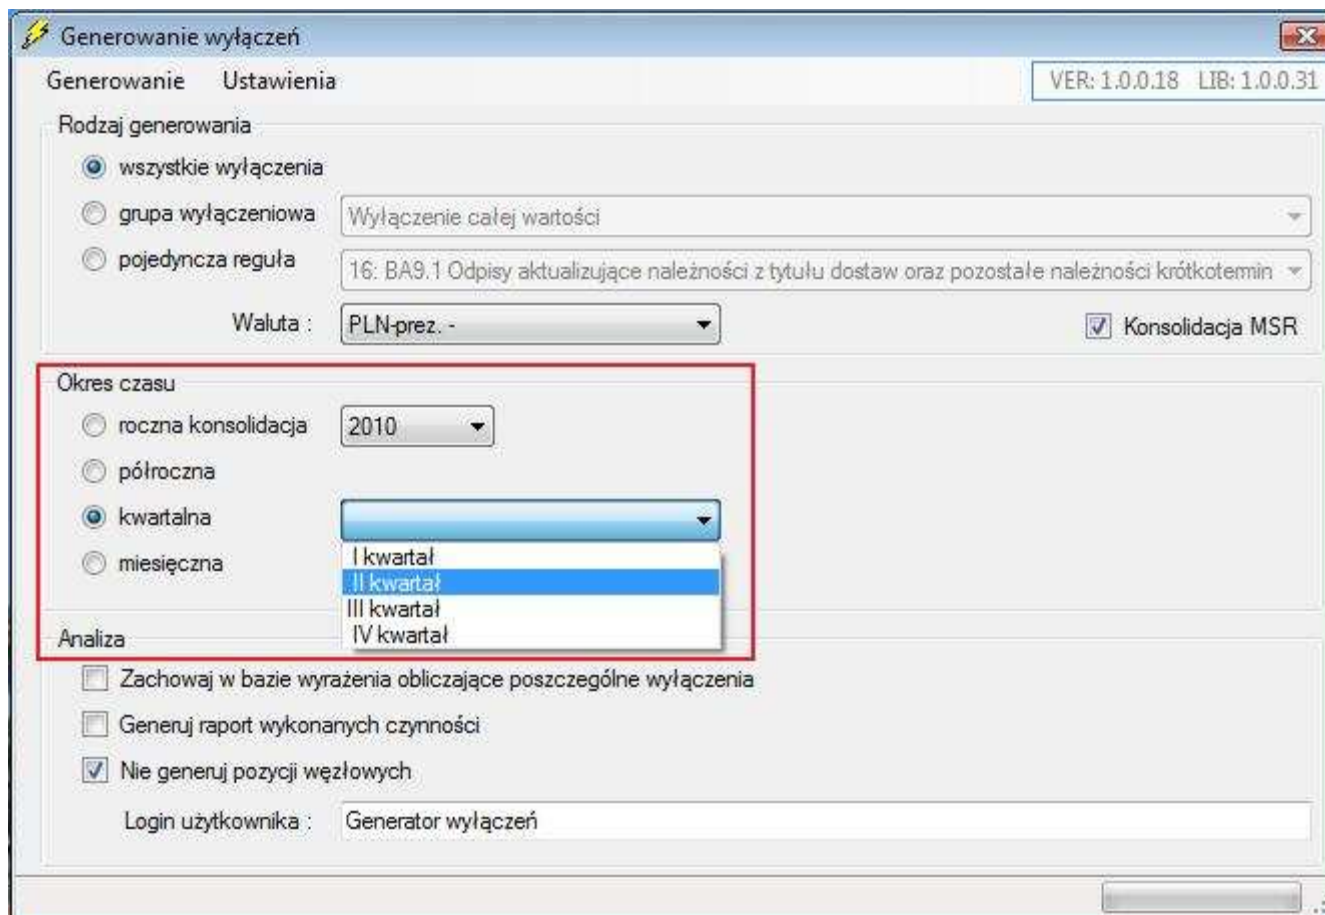 Generowanie wyłączeń
Generowanie Ustawienia VER: 1.0.0.18 LIB: 1.0.0.31
Rodzaj generowania
wszystkie wyłączenia
grupa wyłączeniowa Wyłączenie całej wartości
pojedyncza reguła 16: BA9.1 Odpisy aktualizujące należności z tytułu dostaw oraz pozostałe należności krótkotermin
Waluta : PLN-prez. - Konsolidacja MSR
Okres czasu
roczna konsolidacja 2010
półroczna
kwartalna
I kwartał
II kwartał
miesięczna
III kwartał
IV kwartał
Analiza
Zachowaj w bazie wyrażenia obliczające poszczególne wyłączenia
Generuj raport wykonanych czynności
Nie generuj pozycji węzłowych
Login użytkownika : Generator wyłączeń